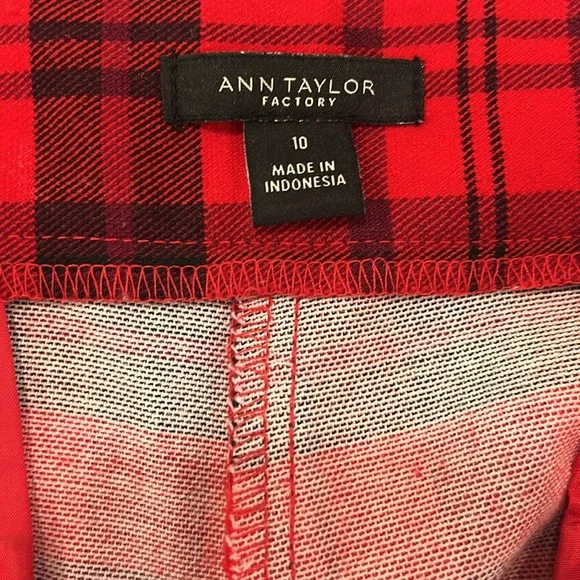 ANN TAYLOR
FACTORY
10
MADE IN
INDONESIA